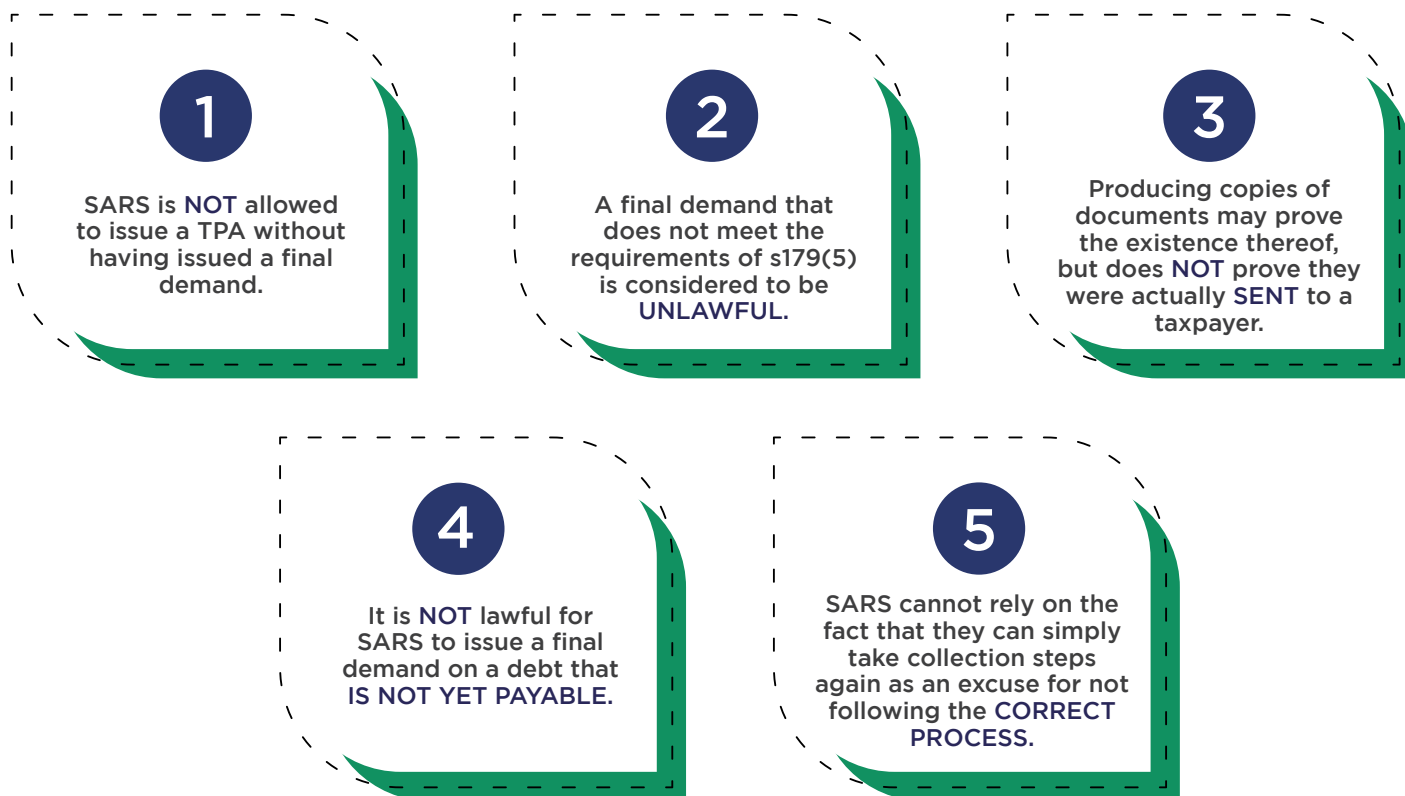 1
SARS is NOT allowed
to issue a TPA without
having issued a final
demand.
2
A final demand that
does not meet the
requirements of s179(5)
is considered to be
UNLAWFUL.
3
Producing copies of
documents may prove
the existence thereof,
but does NOT prove they
were actually SENT to a
taxpayer.
4
It is NOT lawful for
SARS to issue a final
demand on a debt that
IS NOT YET PAYABLE.
5
SARS cannot rely on the
fact that they can simply
take collection steps
again as an excuse for not
following the CORRECT
PROCESS.